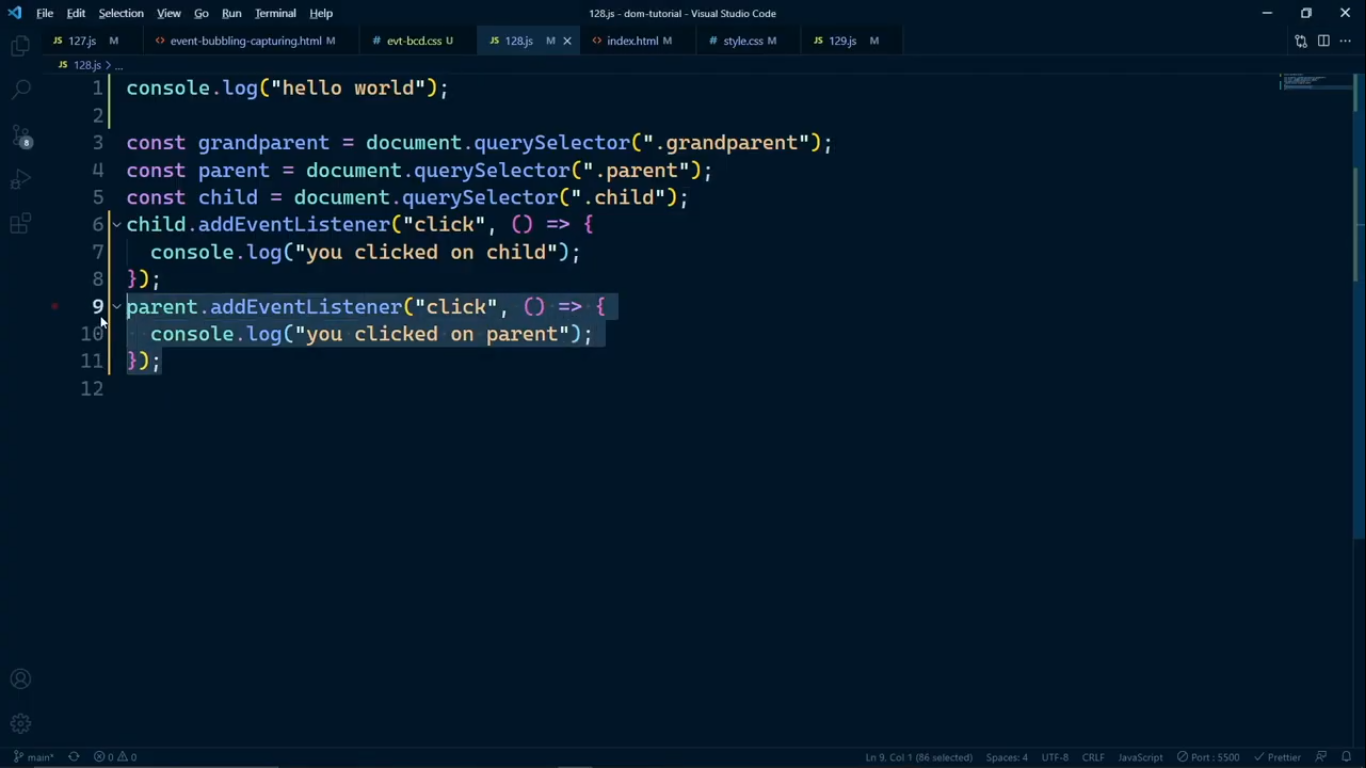 File Edit Selection View Go Run Terminal Help 128.js - dom-tutorial - Visual Studio Code
JS 127.js M <> event-bubbling-capturing.html M # evt-bcd.css U JS 128.js M <> index.html M # style.css M JS 129.js M
JS 128.js > ...
1 console.log("hello world");
2
3 const grandparent = document.querySelector(".grandparent");
4 const parent = document.querySelector(".parent");
5 const child = document.querySelector(".child");
6 child.addEventListener("click", () => {
7 console.log("you clicked on child");
8 });
9 parent.addEventListener("click", () => {
10 console.log("you clicked on parent");
11 });
12
8
main* 0 0 Ln 9, Col 1 (86 selected) Spaces: 4 UTF-8 CRLF JavaScript Port : 5500 Prettier